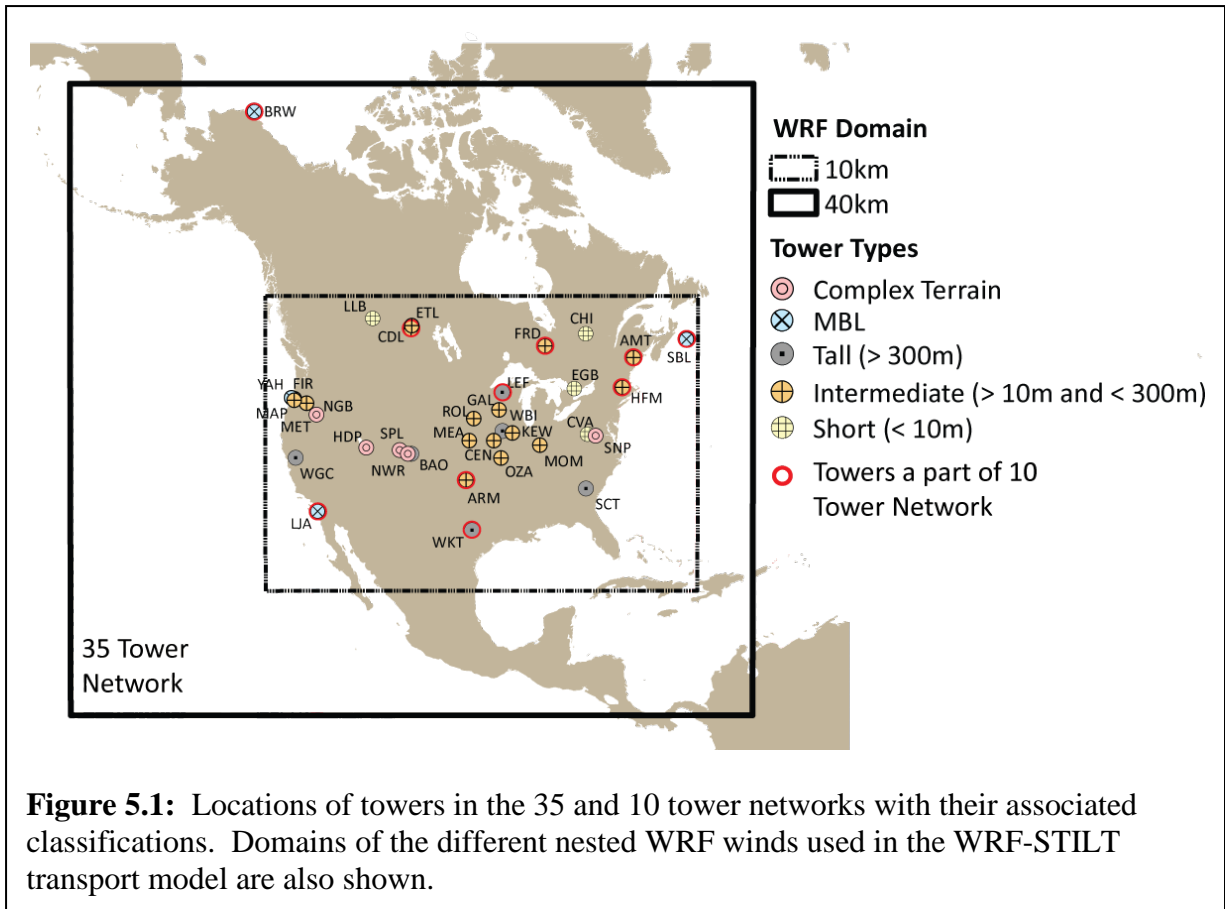 BRW
WRF Domain
10km
40km
Tower Types
Complex Terrain
MBL
Tall (> 300m)
Intermediate (> 10m and < 300m)
Short (< 10m)
Towers a part of 10
Tower Network
LLB
ETL
CDL
FRD
CHI
AMT
SBL
YAH FIR
MAP
MET
NGB
LEF
EGB
HFM
GAL
ROL
WBI
KEW
CVA
SNP
MEA
CEN
MOM
OZA
HDP
SPL
NWR
BAO
WGC
ARM
SCT
LJA
WKT
35 Tower
Network
Figure 5.1: Locations of towers in the 35 and 10 tower networks with their associated
classifications. Domains of the different nested WRF winds used in the WRF-STILT
transport model are also shown.